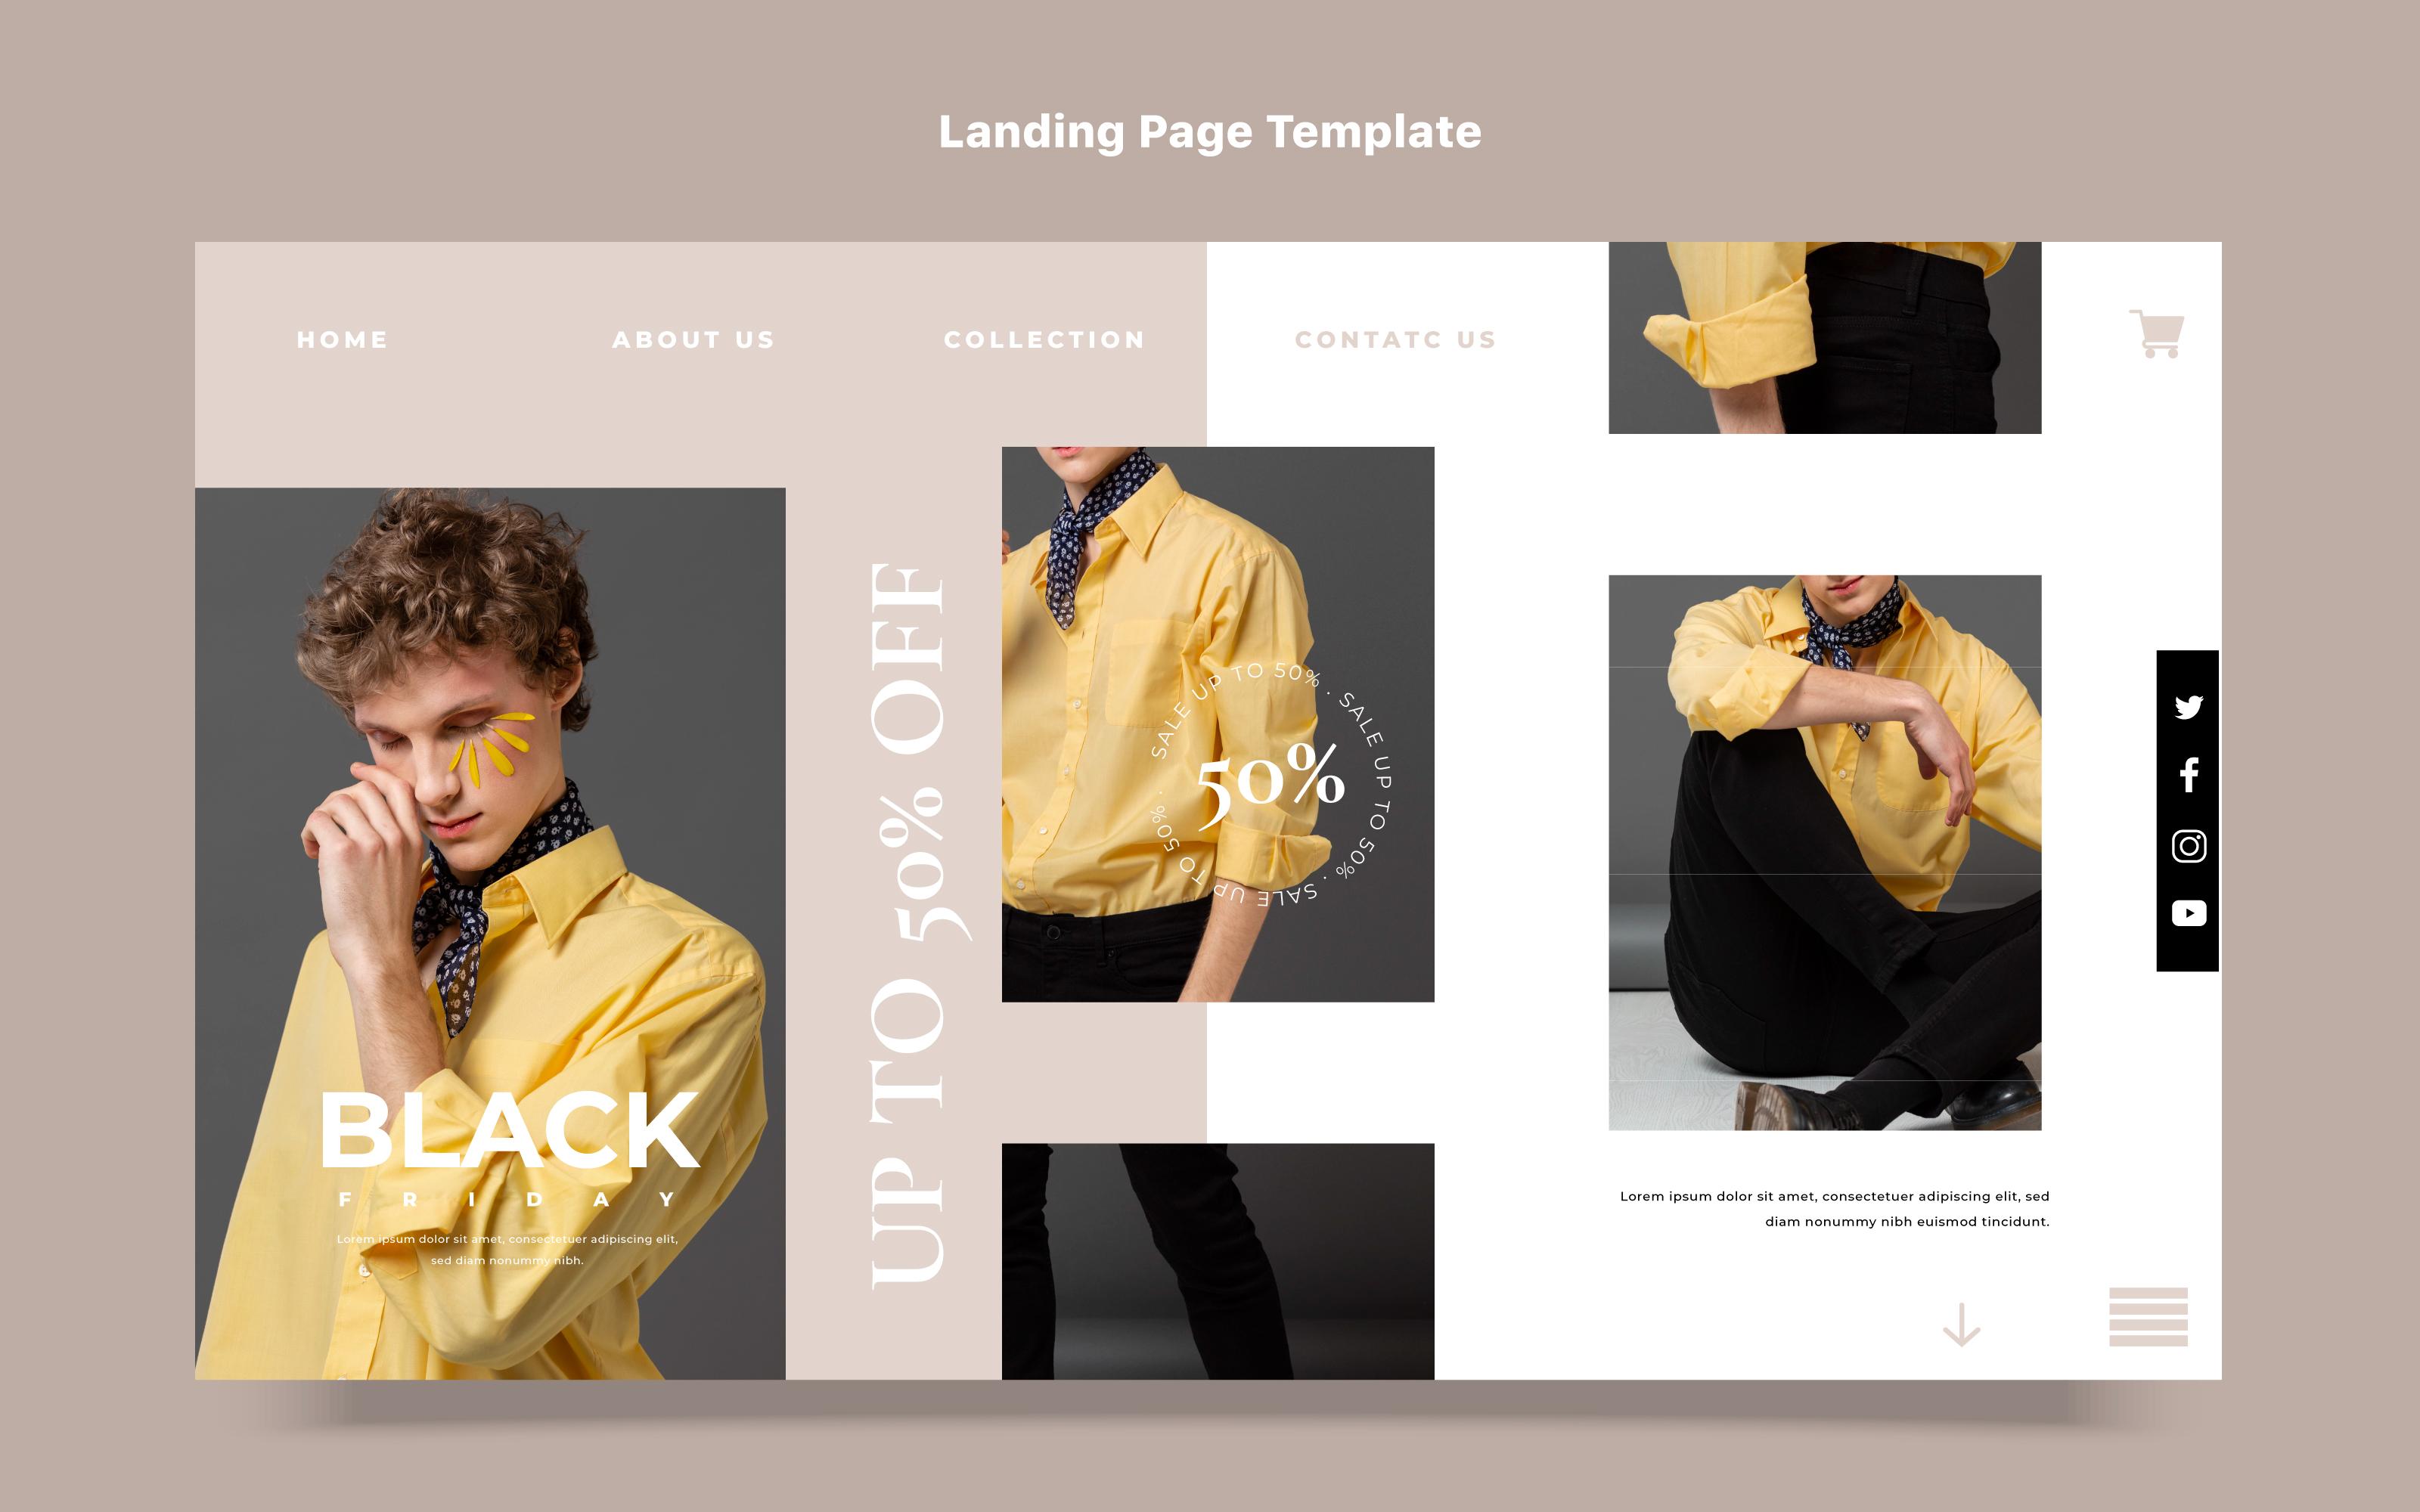 Landing Page Template
HOME
ABOUT US
COLLECTION
CONTATC US
BLACK
FRIDAY
Lorem ipsum dolor sit amet, consectetuer adipiscing elit,
sed diam nonummy nibh.
UP TO 50% OFF
SALE UP TO 50% . SALE UP TO 50% . SALE UP TO 50% .
50%
Lorem ipsum dolor sit amet, consectetuer adipiscing elit, sed
diam nonummy nibh euismod tincidunt.